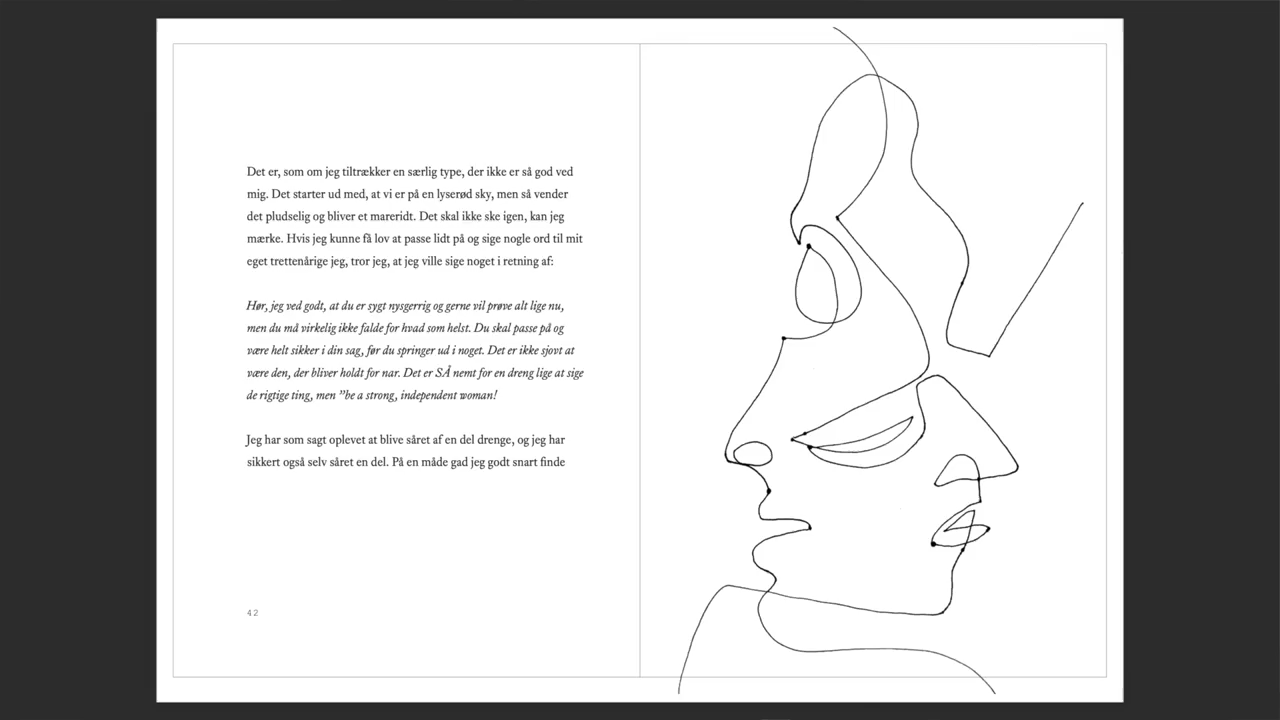 Det er, som om jeg tiltrækker en særlig type, der ikke er så god ved
mig. Det starter ud med, at vi er på en lyserød sky, men så vender
det pludselig og bliver et mareridt. Det skal ikke ske igen, kan jeg
mærke. Hvis jeg kunne få lov at passe lidt på og sige nogle ord til mit
eget trettenårige jeg, tror jeg, at jeg ville sige noget i retning af:
Hør, jeg ved godt, at du er sygt nysgerrig og gerne vil prøve alt lige nu,
men du må virkelig ikke falde for hvad som helst. Du skal passe på og
være helt sikker i din sag, før du springer ud i noget. Det er ikke sjovt at
være den, der bliver holdt for nar. Det er SÅ nemt for en dreng lige at sige
de rigtige ting, men ”be a strong, independent woman!
Jeg har som sagt oplevet at blive såret af en del drenge, og jeg har
sikkert også selv såret en del. På en måde gad jeg godt snart finde
42